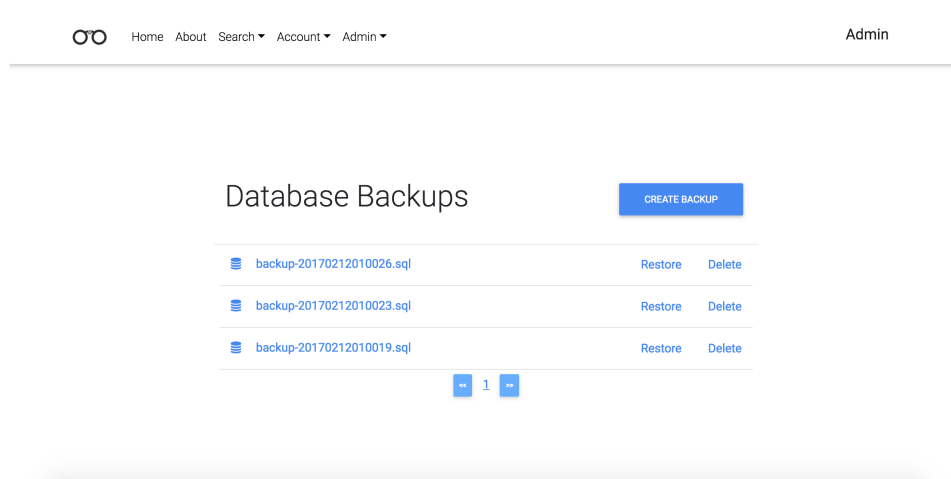 Home About Search Account Admin Admin
Database Backups CREATE BACKUP
backup-20170212010026.sql Restore Delete
backup-20170212010023.sql Restore Delete
backup-20170212010019.sql Restore Delete
<< 1 >>